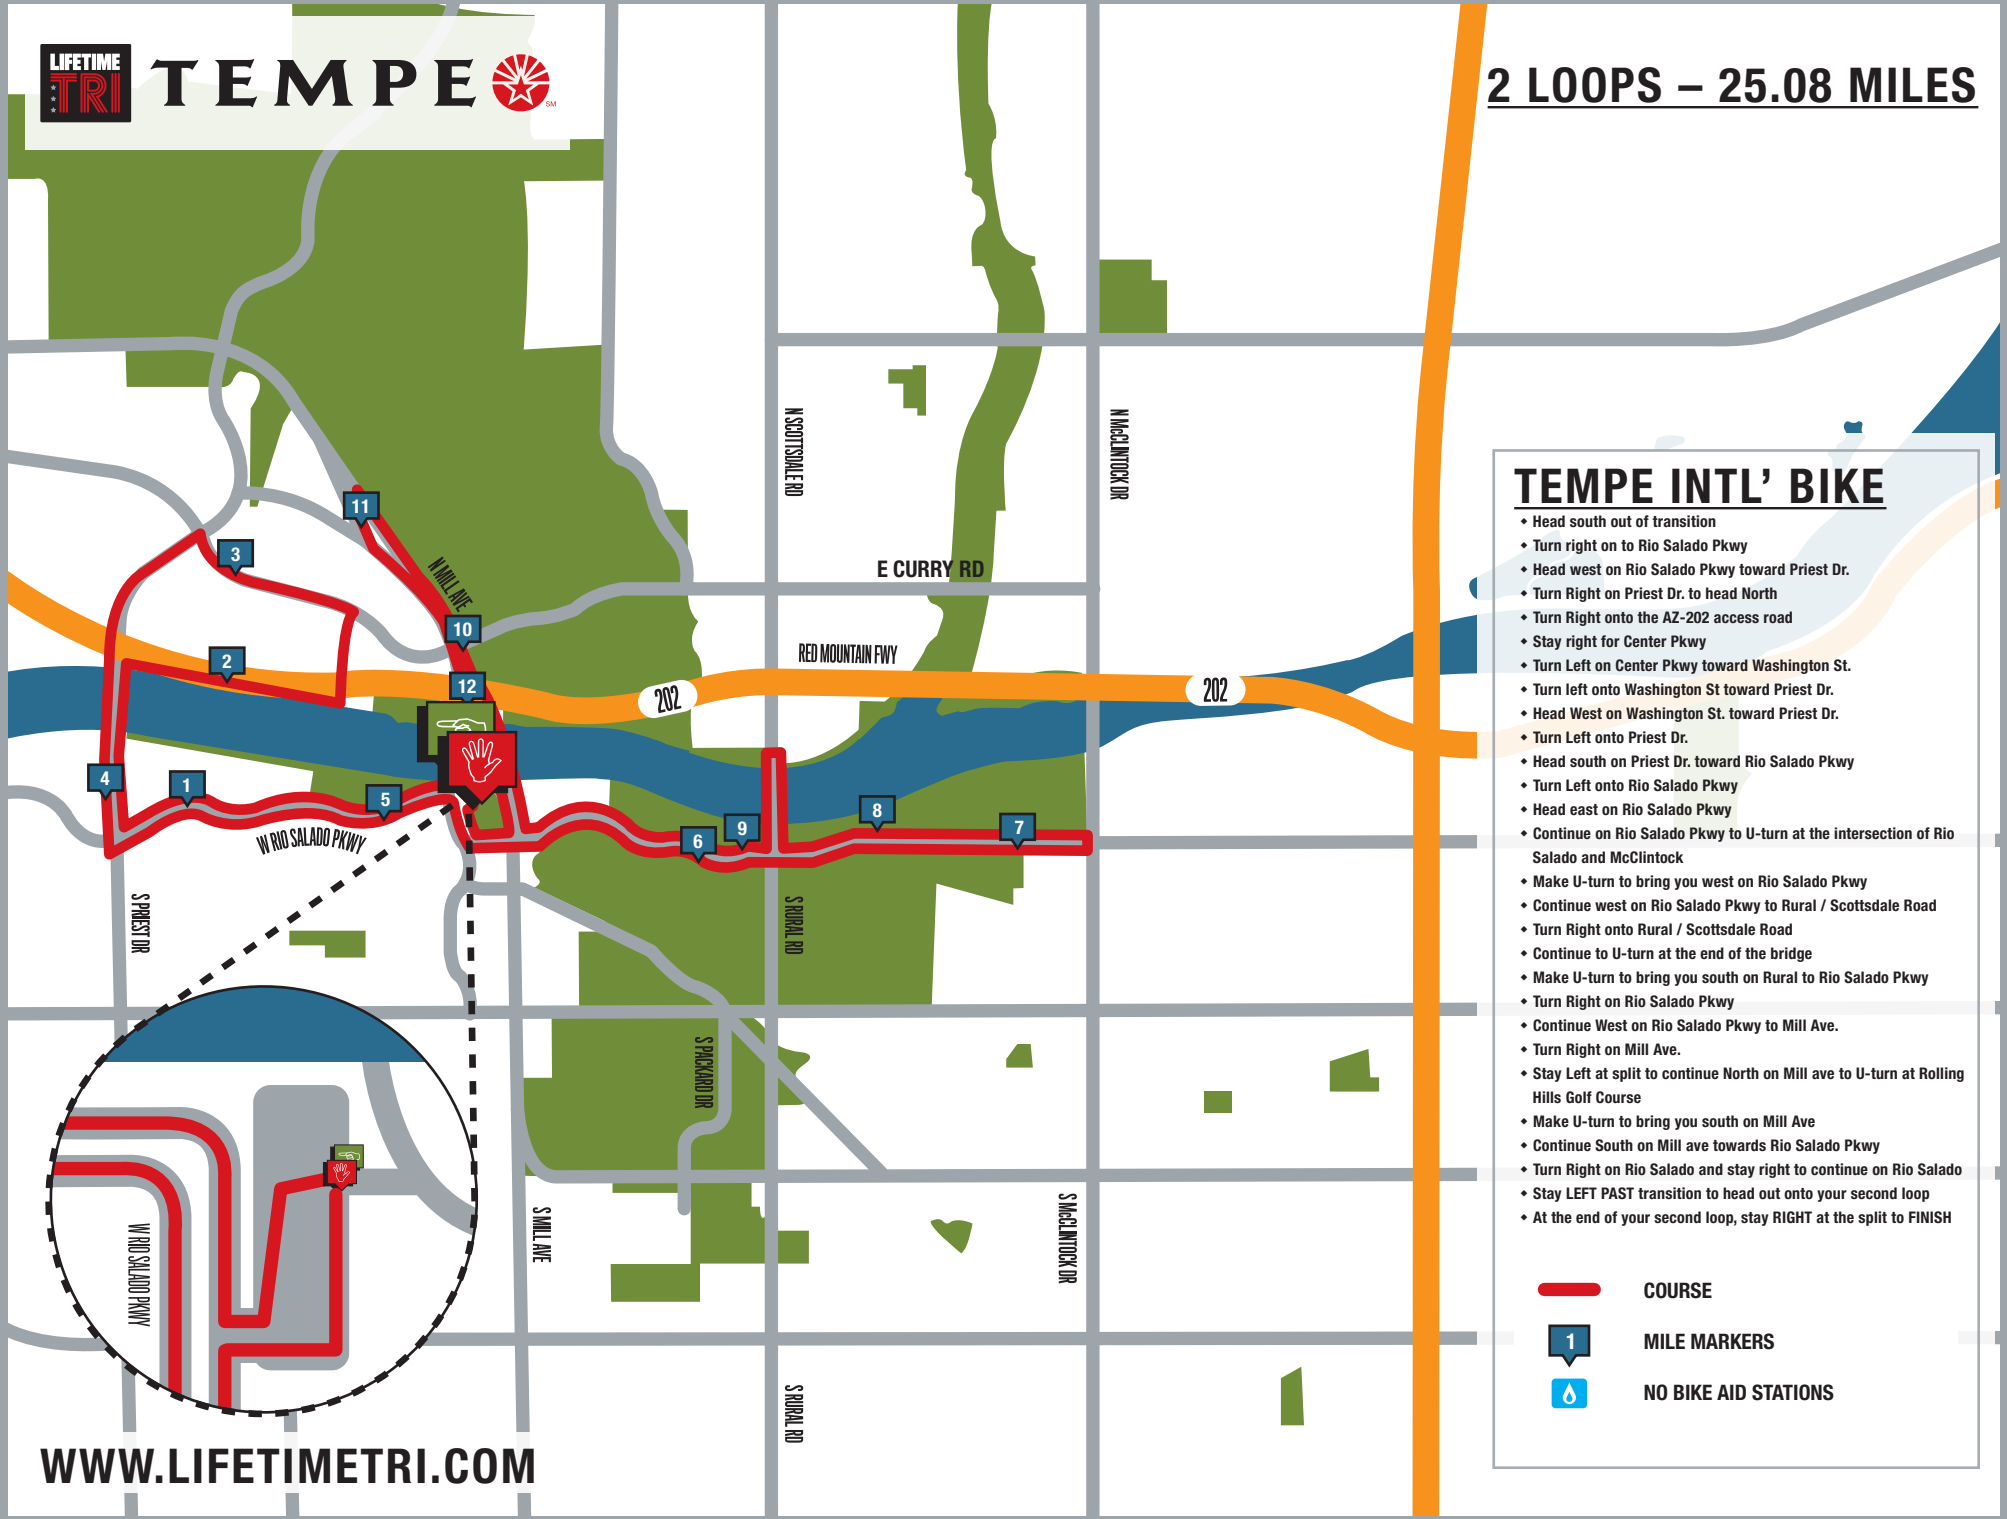 LIFETIME
TRI
TEMPE
SM
2 LOOPS – 25.08 MILES
N SCOTTSDALE RD
N McCLINTOCK DR
11
3
N MILL AVE
E CURRY RD
10
2
RED MOUNTAIN FWY
12
202
202
4
1
5
W RIO SALADO PKWY
6
9
8
7
S PRIEST DR
S RURAL RD
S PACKARD DR
S MILL AVE
S McCLINTOCK DR
W RIO SALADO PKWY
S RURAL RD
WWW.LIFETIMETRI.COM
TEMPE INTL’ BIKE
◆ Head south out of transition
◆ Turn right on to Rio Salado Pkwy
◆ Head west on Rio Salado Pkwy toward Priest Dr.
◆ Turn Right on Priest Dr. to head North
◆ Turn Right onto the AZ-202 access road
◆ Stay right for Center Pkwy
◆ Turn Left on Center Pkwy toward Washington St.
◆ Turn left onto Washington St toward Priest Dr.
◆ Head West on Washington St. toward Priest Dr.
◆ Turn Left onto Priest Dr.
◆ Head south on Priest Dr. toward Rio Salado Pkwy
◆ Turn Left onto Rio Salado Pkwy
◆ Head east on Rio Salado Pkwy
◆ Continue on Rio Salado Pkwy to U-turn at the intersection of Rio
Salado and McClintock
◆ Make U-turn to bring you west on Rio Salado Pkwy
◆ Continue west on Rio Salado Pkwy to Rural / Scottsdale Road
◆ Turn Right onto Rural / Scottsdale Road
◆ Continue to U-turn at the end of the bridge
◆ Make U-turn to bring you south on Rural to Rio Salado Pkwy
◆ Turn Right on Rio Salado Pkwy
◆ Continue West on Rio Salado Pkwy to Mill Ave.
◆ Turn Right on Mill Ave.
◆ Stay Left at split to continue North on Mill ave to U-turn at Rolling
Hills Golf Course
◆ Make U-turn to bring you south on Mill Ave
◆ Continue South on Mill ave towards Rio Salado Pkwy
◆ Turn Right on Rio Salado and stay right to continue on Rio Salado
◆ Stay LEFT PAST transition to head out onto your second loop
◆ At the end of your second loop, stay RIGHT at the split to FINISH
COURSE
1 MILE MARKERS
NO BIKE AID STATIONS